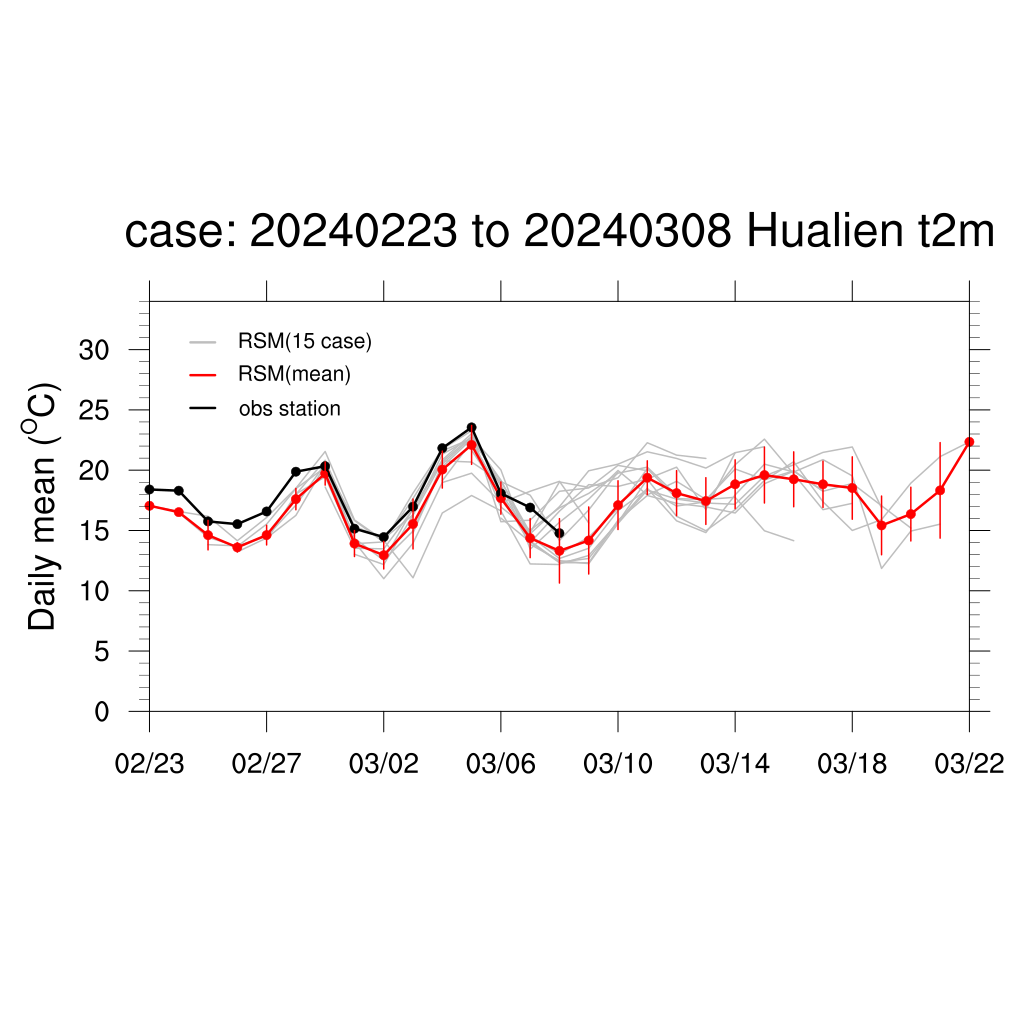 case: 20240223 to 20240308 Hualien t2m
RSM(15 case)
RSM(mean)
obs station
Daily mean (°C)
30
25
20
15
10
5
0
02/23 02/27 03/02 03/06 03/10 03/14 03/18 03/22